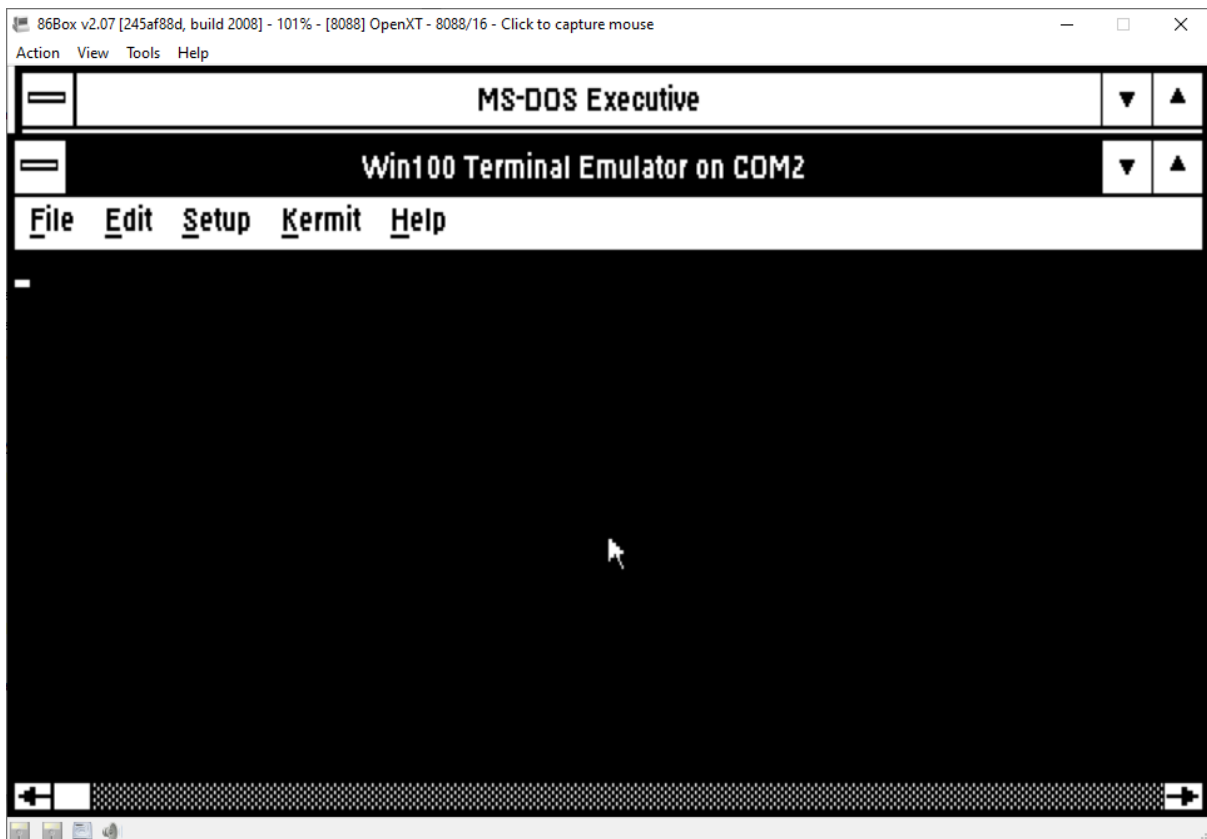 86Box v2.07 [245af88d, build 2008] - 101% - [8088] OpenXT - 8088/16 - Click to capture mouse
Action View Tools Help
MS-DOS Executive
Win100 Terminal Emulator on COM2
File Edit Setup Kermit Help